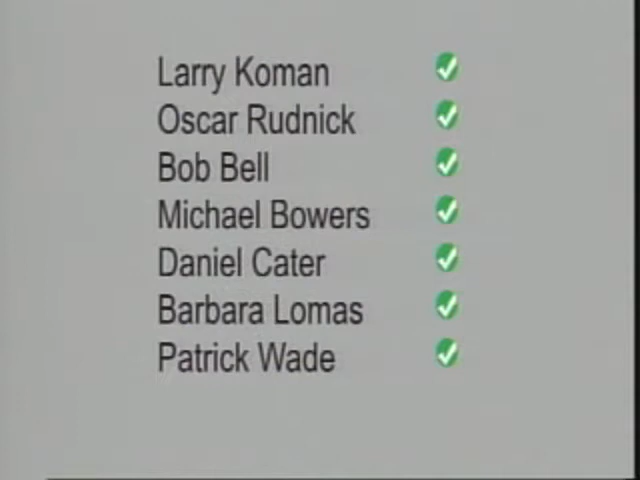 Larry Koman
Oscar Rudnick
Bob Bell
Michael Bowers
Daniel Cater
Barbara Lomas
Patrick Wade